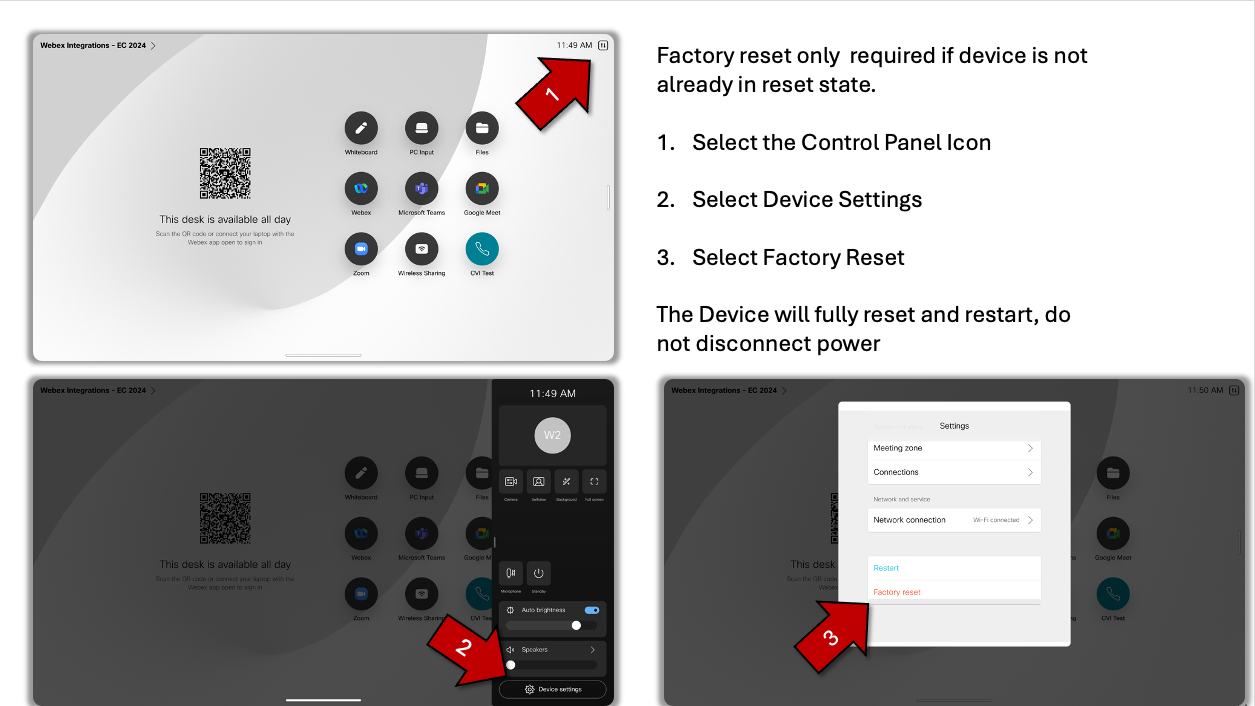 Webex Integrations - EC 2024
11:49 AM
1
Whiteboard
PC Input
Files
Webex
Microsoft Teams
Google Meet
This desk is available all day
Scan the QR code or connect your laptop with the
Webex app open to sign in
Zoom
Wireless Sharing
CVI Test
Factory reset only required if device is not
already in reset state.
1. Select the Control Panel Icon
2. Select Device Settings
3. Select Factory Reset
The Device will fully reset and restart, do
not disconnect power
Webex Integrations - EC 2024
11:49 AM
W2
Whiteboard
PC Input
Files
Camera
Selfview
Background
Full screen
Webex
Microsoft Teams
Google M
This desk is available all day
Scan the QR code or connect your laptop with the
Webex app open to sign in
Microphone
Standby
Zoom
Wireless Sharing
CVI Tes
Auto brightness
2
Speakers
Device settings
Webex Integrations - EC 2024
11:50 AM
Settings
Meeting zone
Connections
Network and service
Network connection
Wi-Fi connected
Restart
Factory reset
3
This desk
Scan the QR co
Webex
Files
Google Meet
CVI Test